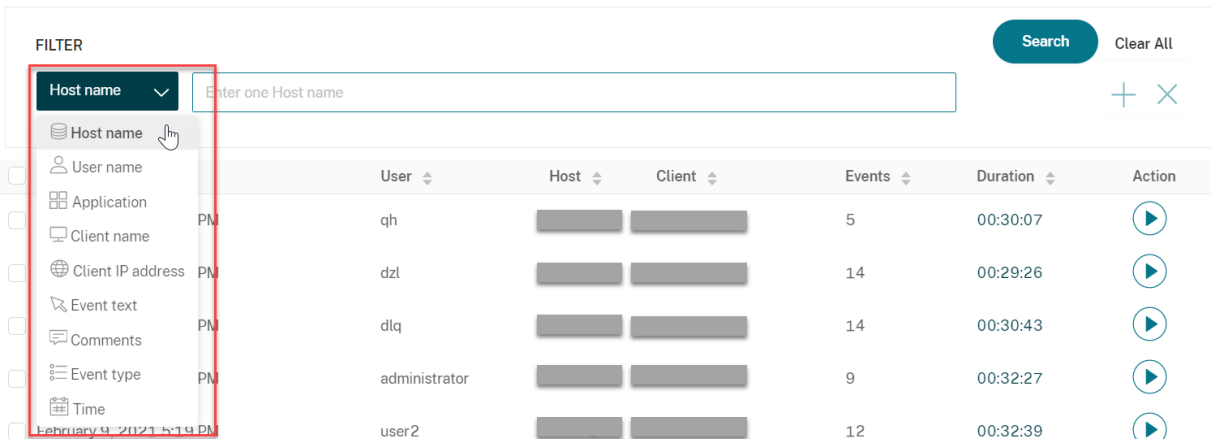 FILTER
Search
Clear All
Host name
Enter one Host name
Host name
User name
Application
Client name
Client IP address
Event text
Comments
Event type
Time
User Host Client Events Duration Action
PM qh 5 00:30:07
PM dzl 14 00:29:26
PM dlq 14 00:30:43
PM administrator 9 00:32:27
February 9, 2021 5:19 PM user2 12 00:32:39